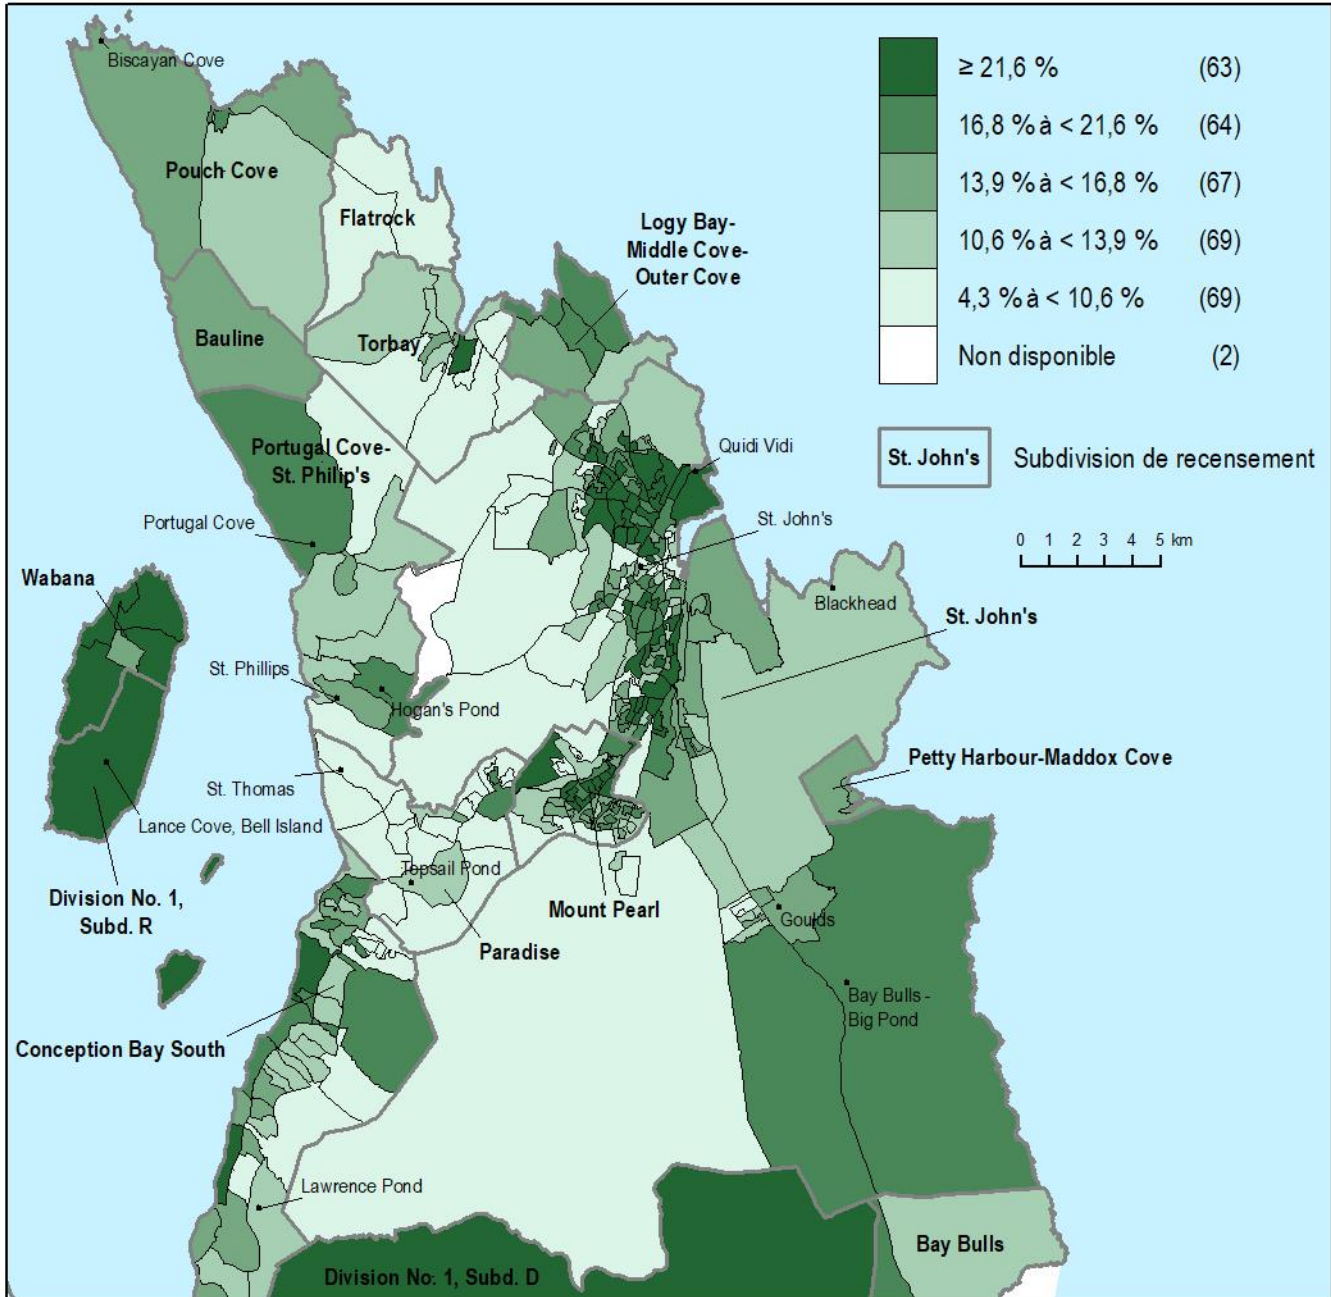 Biscayan Cove
Pouch Cove
Flatrock
Logy Bay-
Middle Cove-
Outer Cove
Bauline
Torbay
Portugal Cove-
St. Philip's
Quidi Vidi
Portugal Cove
St. John's
Wabana
Blackhead
St. John's
St. Phillips
Hogan's Pond
Petty Harbour-Maddox Cove
St. Thomas
Lance Cove, Bell Island
Topsail Pond
Division No. 1,
Subd. R
Mount Pearl
Goulds
Paradise
Bay Bulls -
Big Pond
Conception Bay South
Lawrence Pond
Bay Bulls
Division No. 1, Subd. D
≥ 21,6 % (63)
16,8 % à < 21,6 % (64)
13,9 % à < 16,8 % (67)
10,6 % à < 13,9 % (69)
4,3 % à < 10,6 % (69)
Non disponible (2)
St. John's Subdivision de recensement
0 1 2 3 4 5 km